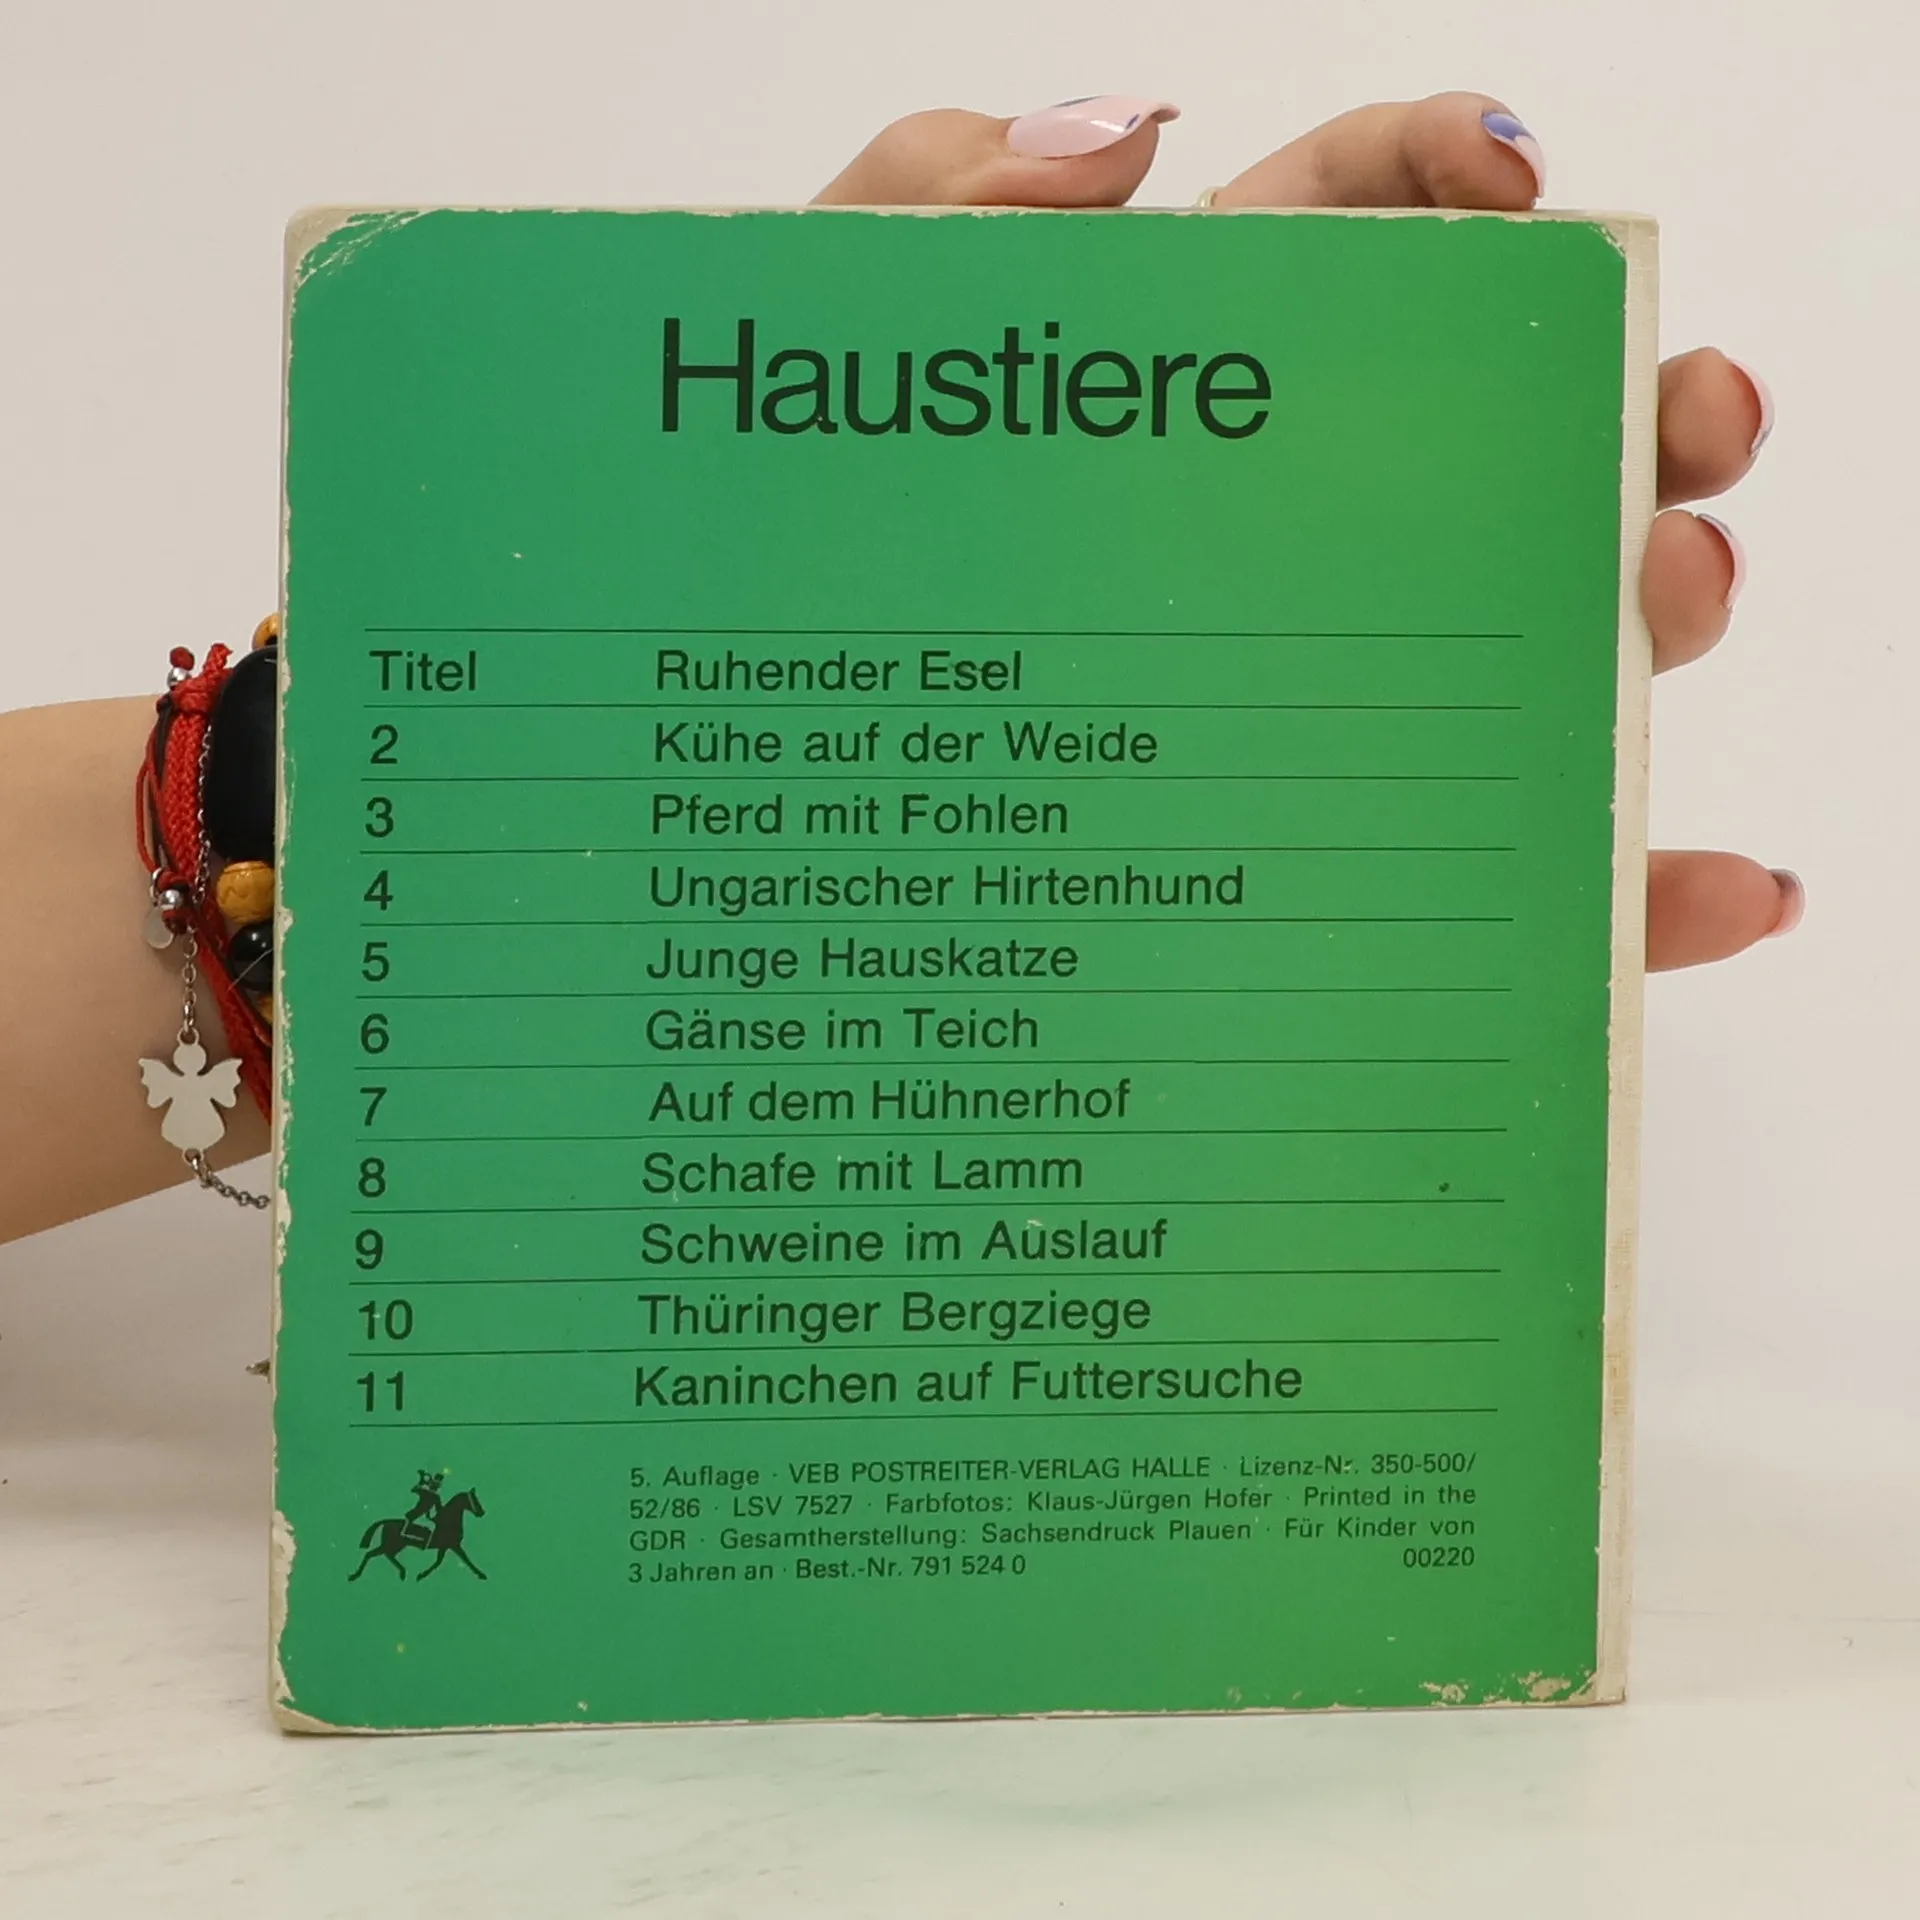 Haustiere
Titel Ruhender Esel
2 Kühe auf der Weide
3 Pferd mit Fohlen
4 Ungarischer Hirtenhund
5 Junge Hauskatze
6 Gänse im Teich
7 Auf dem Hühnerhof
8 Schafe mit Lamm
9 Schweine im Auslauf
10 Thüringer Bergziege
11 Kaninchen auf Futtersuche
5. Auflage · VEB POSTREITER-VERLAG HALLE · Lizenz-Nr. 350-500/
52/86 · LSV 7527 · Farbfotos: Klaus-Jürgen Hofer · Printed in the
GDR · Gesamtherstellung: Sachsendruck Plauen · Für Kinder von
3 Jahren an · Best.-Nr. 791 524 0 00220